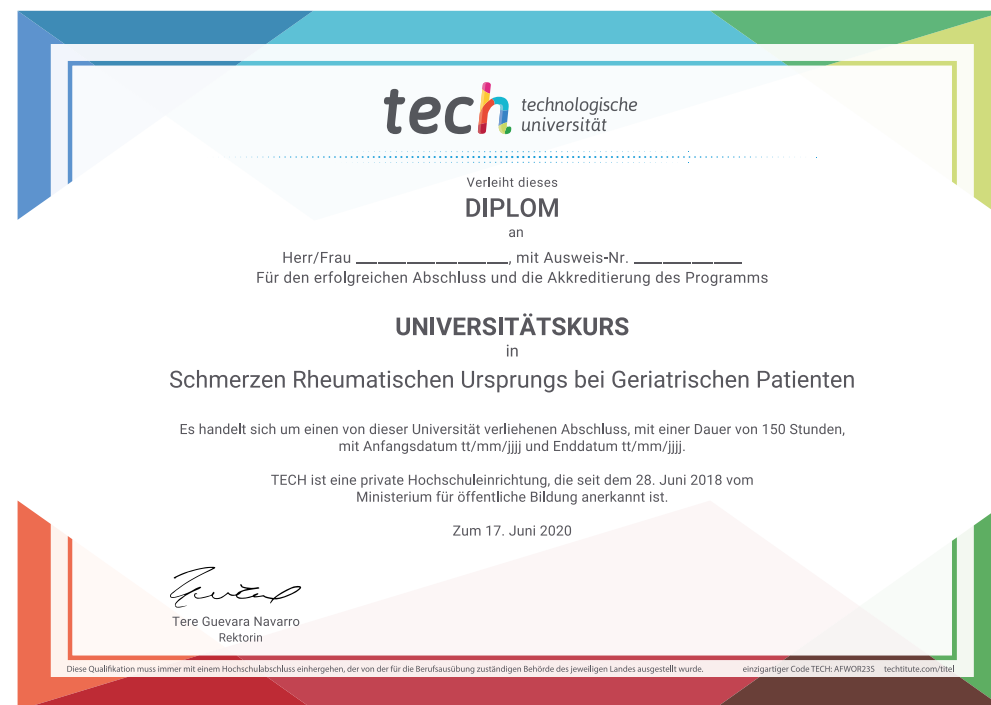 tech technologische
universität
Verleiht dieses
DIPLOM
an
Herr/Frau _______________, mit Ausweis-Nr. ___________
Für den erfolgreichen Abschluss und die Akkreditierung des Programms
UNIVERSITÄTSKURS
in
Schmerzen Rheumatischen Ursprungs bei Geriatrischen Patienten
Es handelt sich um einen von dieser Universität verliehenen Abschluss, mit einer Dauer von 150 Stunden,
mit Anfangsdatum tt/mm/jjjj und Enddatum tt/mm/jjjj.
TECH ist eine private Hochschuleinrichtung, die seit dem 28. Juni 2018 vom
Ministerium für öffentliche Bildung anerkannt ist.
Zum 17. Juni 2020
Tere Guevara Navarro
Rektorin
Diese Qualifikation muss immer mit einem Hochschulabschluss einhergehen, der von der für die Berufsausübung zuständigen Behörde des jeweiligen Landes ausgestellt wurde. einzigartiger Code TECH: AFWOR23S techtitute.com/titel